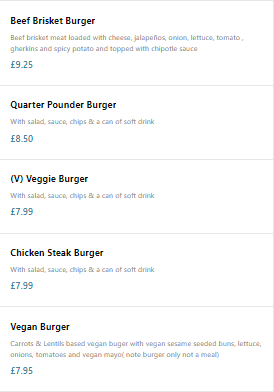 Beef Brisket Burger
Beef brisket meat loaded with cheese, jalapeños, onion, lettuce, tomato ,
gherkins and spicy potato and topped with chipotle sauce
£9.25
Quarter Pounder Burger
With salad, sauce, chips & a can of soft drink
£8.50
(V) Veggie Burger
With salad, sauce, chips & a can of soft drink
£7.99
Chicken Steak Burger
With salad, sauce, chips & a can of soft drink
£7.99
Vegan Burger
Carrots & Lentils based vegan buger with vegan sesame seeded buns, lettuce,
onions, tomatoes and vegan mayo( note burger only not a meal)
£7.95